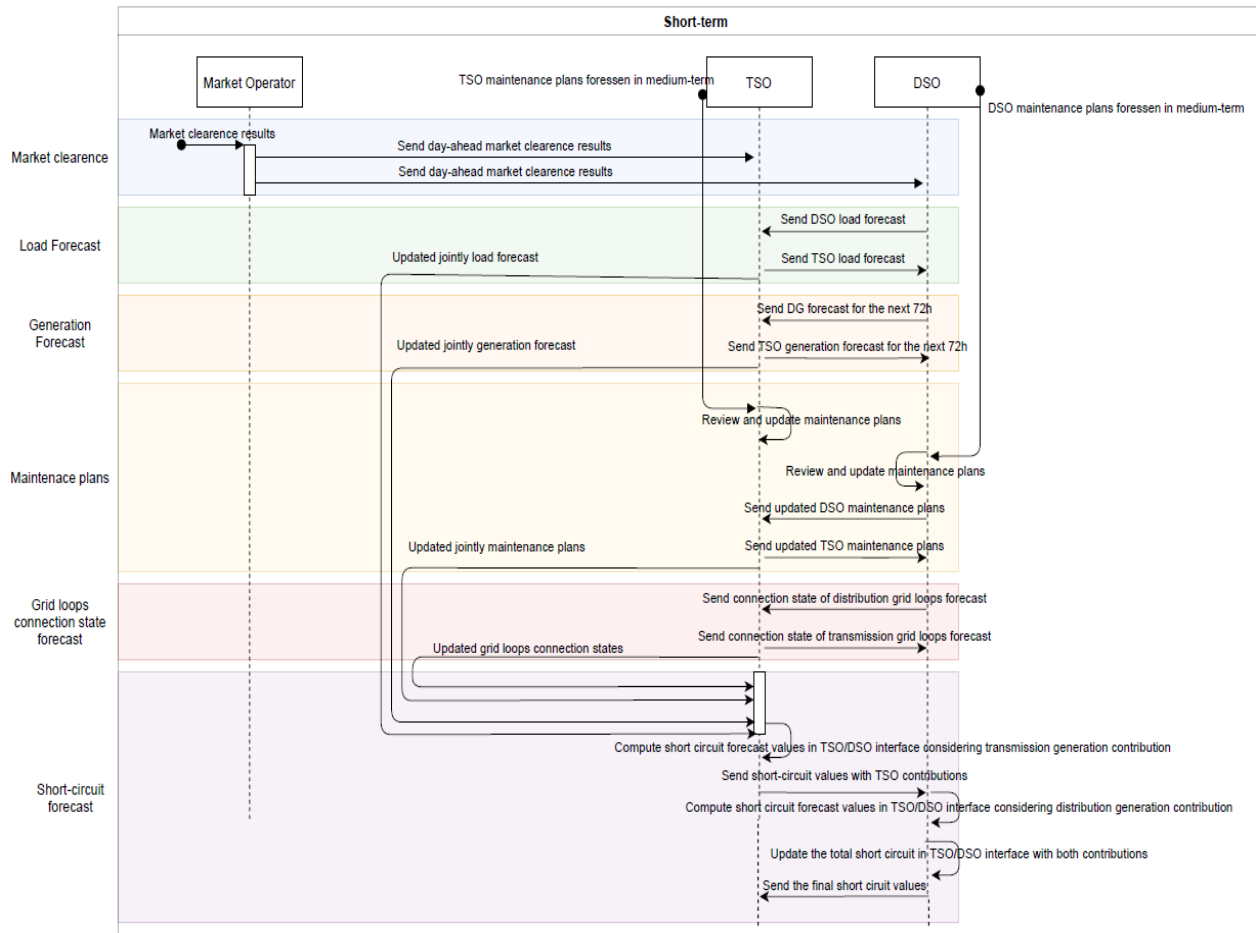 Short-term
Market Operator
TSO maintenance plans foressen in medium-term
TSO
DSO
DSO maintenance plans foressen in medium-term
Market clearence
Market clearence results
Send day-ahead market clearence results
Send day-ahead market clearence results
Load Forecast
Send DSO load forecast
Updated jointly load forecast
Send TSO load forecast
Generation
Forecast
Send DG forecast for the next 72h
Updated jointly generation forecast
Send TSO generation forecast for the next 72h
Maintenace plans
Review and update maintenance plans
Review and update maintenance plans
Send updated DSO maintenance plans
Updated jointly maintenance plans
Send updated TSO maintenance plans
Grid loops
connection state
forecast
Send connection state of distribution grid loops forecast
Send connection state of transmission grid loops forecast
Updated grid loops connection states
Short-circuit
forecast
Compute short circuit forecast values in TSO/DSO interface considering transmission generation contribution
Send short-circuit values with TSO contributions
Compute short circuit forecast values in TSO/DSO interface considering distribution generation contribution
Update the total short circuit in TSO/DSO interface with both contributions
Send the final short ciruit values